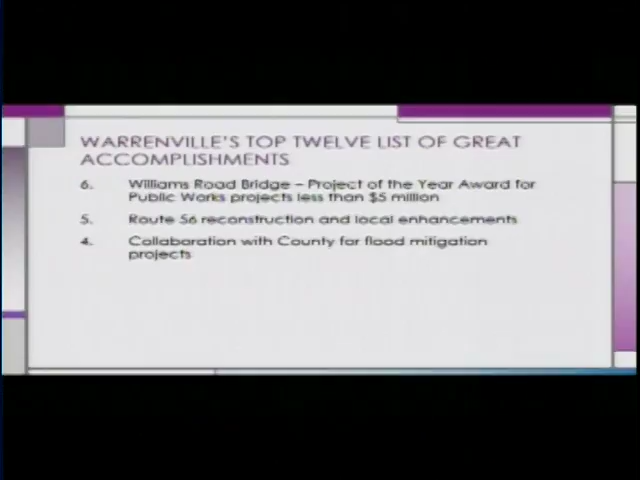 WARRENVILLE'S TOP TWELVE LIST OF GREAT
ACCOMPLISHMENTS
6. Williams Road Bridge – Project of the Year Award for
Public Works projects less than $5 million
5. Route 56 reconstruction and local enhancements
4. Collaboration with County for flood mitigation
projects